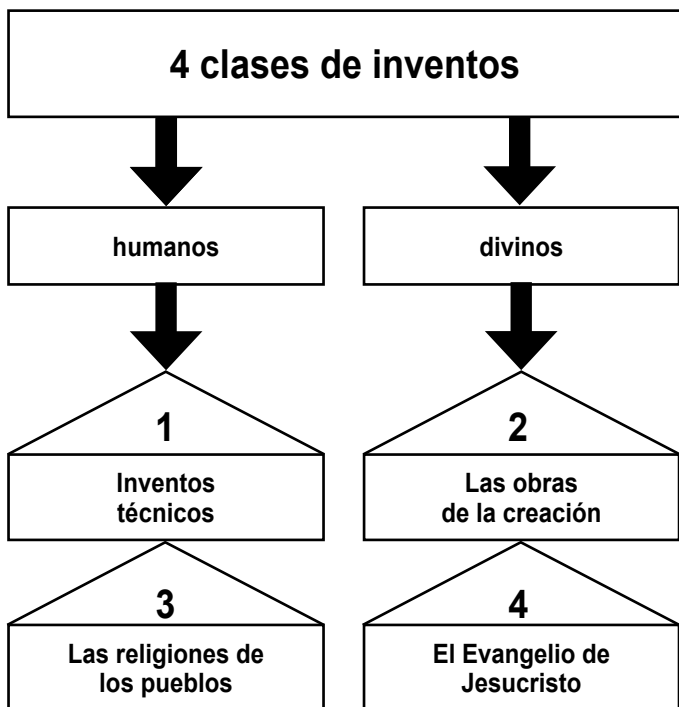 4 clases de inventos
humanos
divinos
1
Inventos
técnicos
2
Las obras
de la creación
3
Las religiones de
los pueblos
4
El Evangelio de
Jesucristo